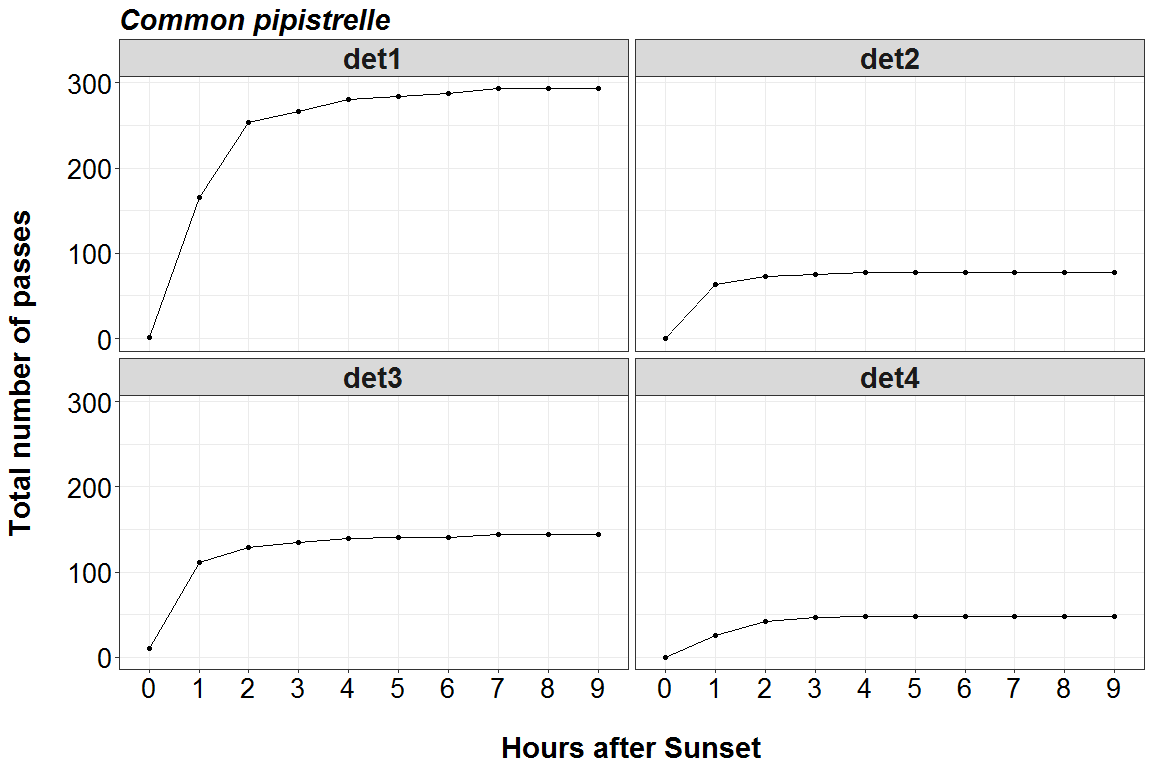 Common pipistrelle
det1
det2
300
200
100
0
det3
det4
300
200
100
0
0 1 2 3 4 5 6 7 8 9
0 1 2 3 4 5 6 7 8 9
Total number of passes
Hours after Sunset